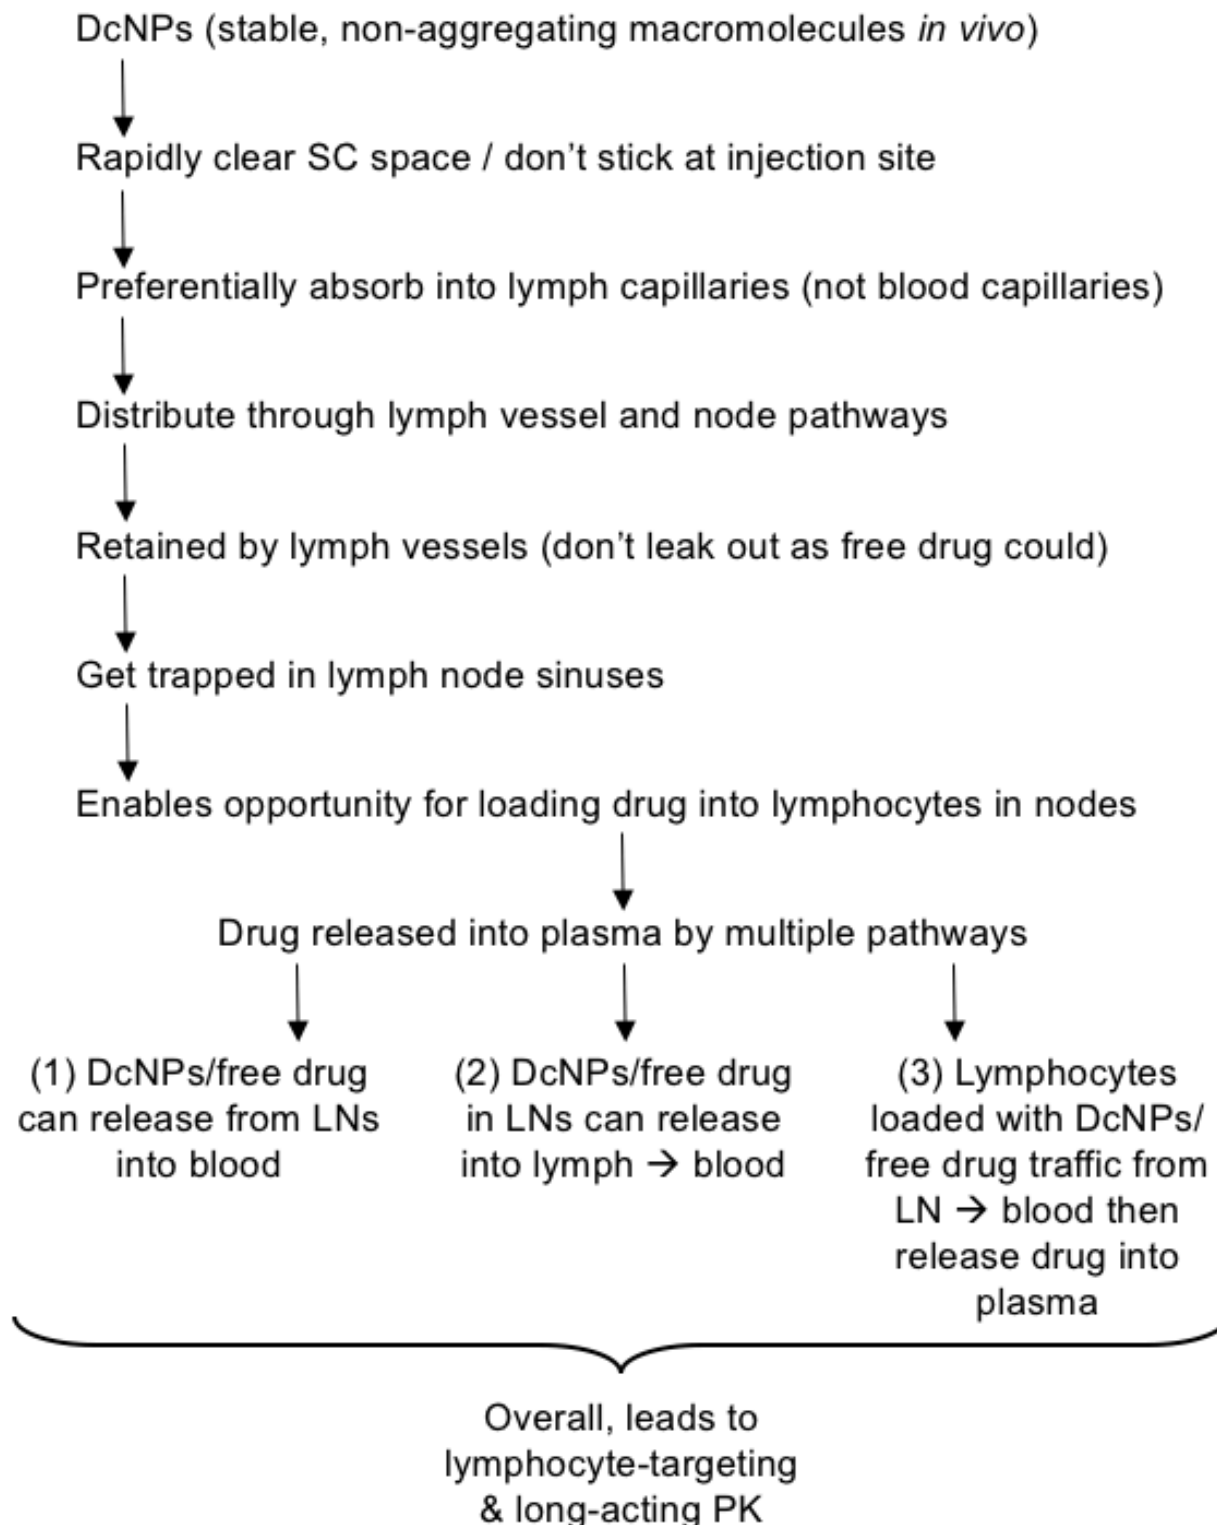 DcNPs (stable, non-aggregating macromolecules in vivo)
Rapidly clear SC space / don't stick at injection site
Preferentially absorb into lymph capillaries (not blood capillaries)
Distribute through lymph vessel and node pathways
Retained by lymph vessels (don't leak out as free drug could)
Get trapped in lymph node sinuses
Enables opportunity for loading drug into lymphocytes in nodes
Drug released into plasma by multiple pathways
(1) DcNPs/free drug
can release from LNs
into blood
(2) DcNPs/free drug
in LNs can release
into lymph → blood
(3) Lymphocytes
loaded with DcNPs/
free drug traffic from
LN → blood then
release drug into
plasma
Overall, leads to
lymphocyte-targeting
& long-acting PK